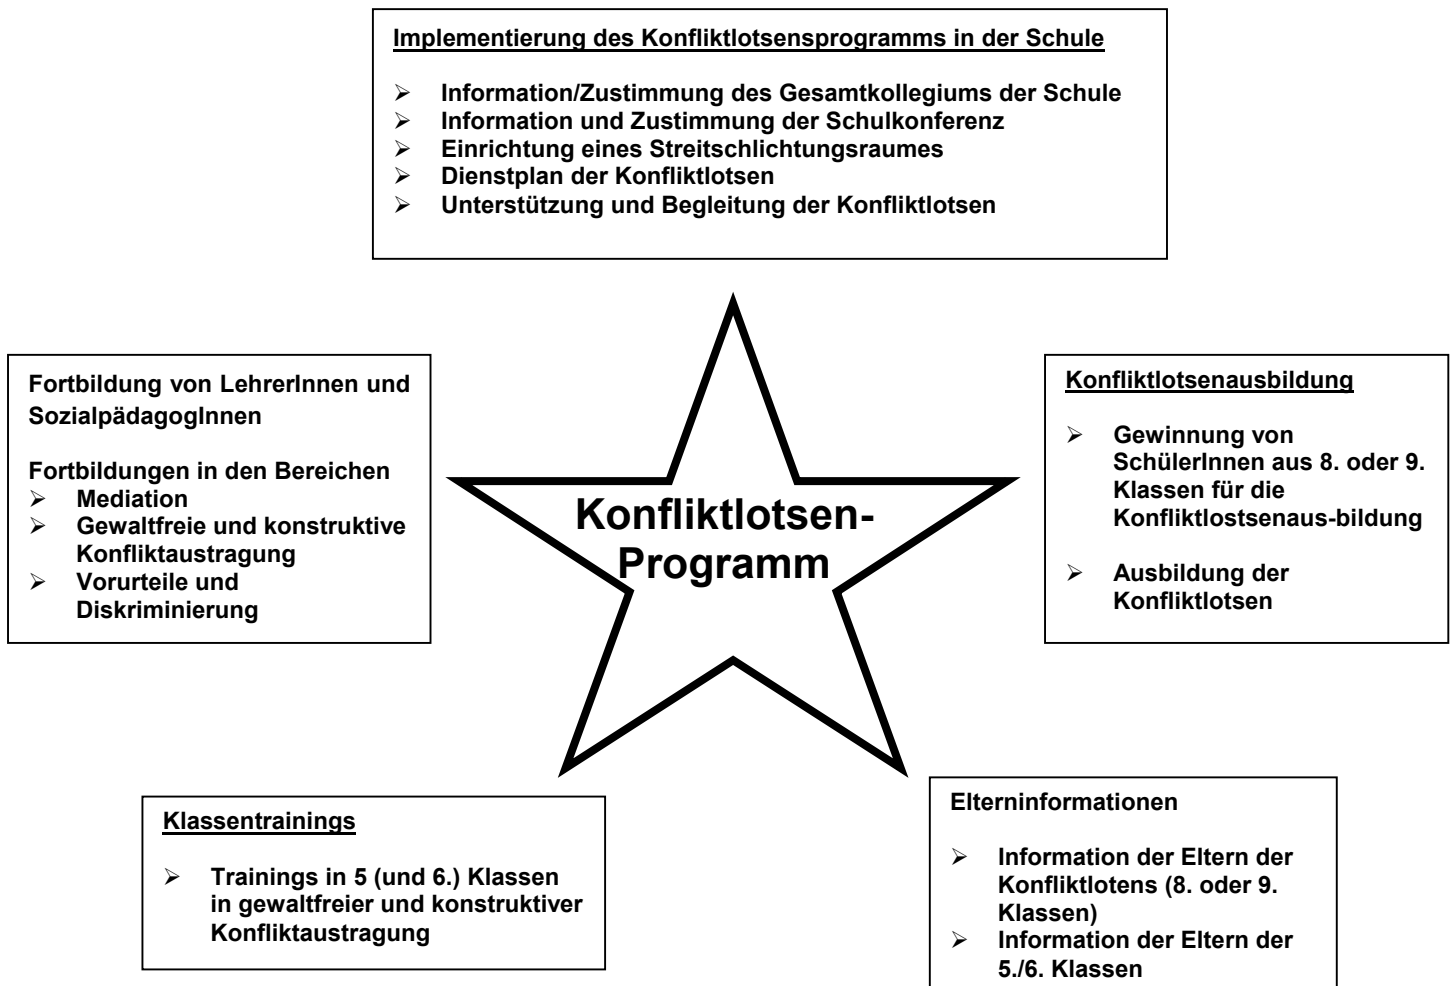 Implementierung des Konfliktlotsensprogramms in der Schule
➢ Information/Zustimmung des Gesamtkollegiums der Schule
➢ Information und Zustimmung der Schulkonferenz
➢ Einrichtung eines Streitschlichtungsraumes
➢ Dienstplan der Konfliktlotsen
➢ Unterstützung und Begleitung der Konfliktlotsen
Fortbildung von LehrerInnen und
SozialpädagogInnen
Fortbildungen in den Bereichen
➢ Mediation
➢ Gewaltfreie und konstruktive
Konfliktaustragung
➢ Vorurteile und
Diskriminierung
Konfliktlotsen-
Programm
Konfliktlotsenausbildung
➢ Gewinnung von
SchülerInnen aus 8. oder 9.
Klassen für die
Konfliktlostsenaus-bildung
➢ Ausbildung der
Konfliktlotsen
Klassentrainings
➢ Trainings in 5 (und 6.) Klassen
in gewaltfreier und konstruktiver
Konfliktaustragung
Elterninformationen
➢ Information der Eltern der
Konfliktlotens (8. oder 9.
Klassen)
➢ Information der Eltern der
5./6. Klassen